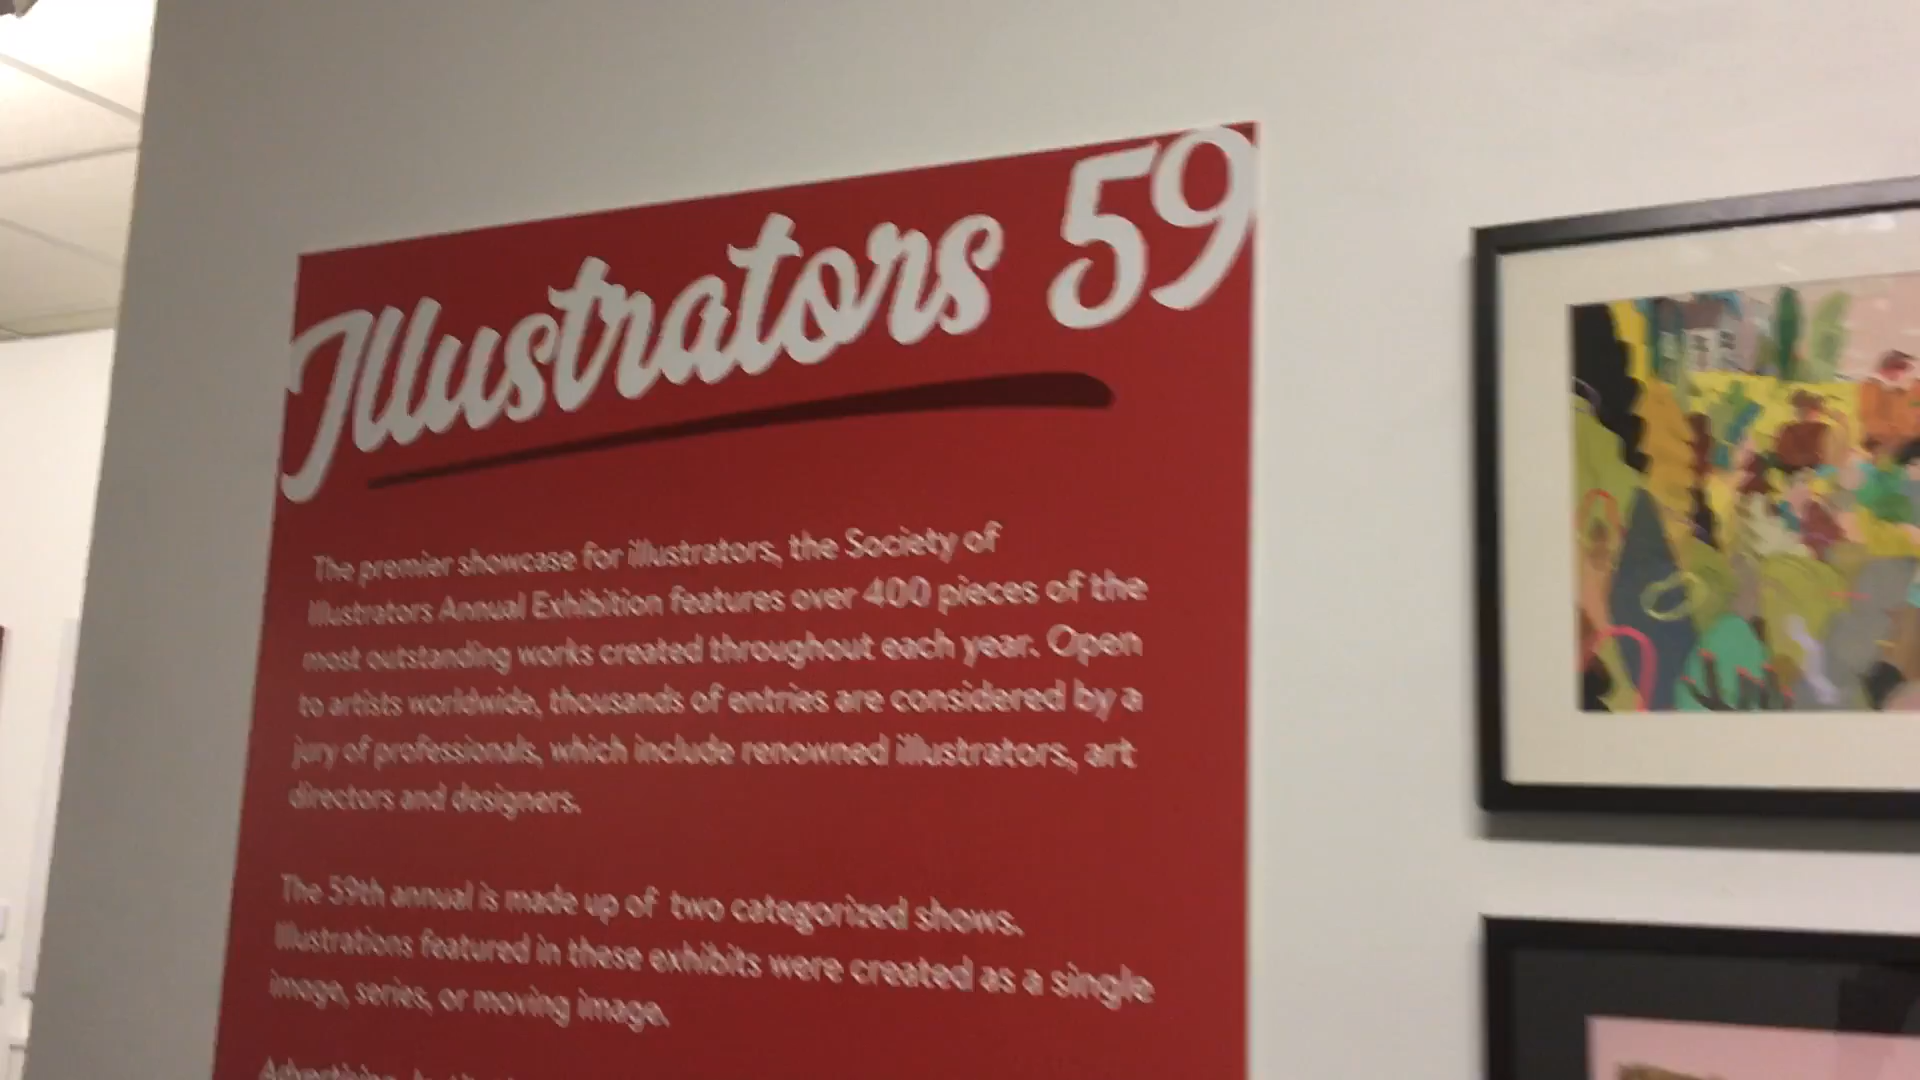 Illustrators 59
The premier showcase for illustrators, the Society of
Illustrators Annual Exhibition features over 400 pieces of the
most outstanding works created throughout each year. Open
to artists worldwide, thousands of entries are considered by a
jury of professionals, which include renowned illustrators, art
directors and designers.
The 59th annual is made up of two categorized shows.
Illustrations featured in these exhibits were created as a single
image, series, or moving image.